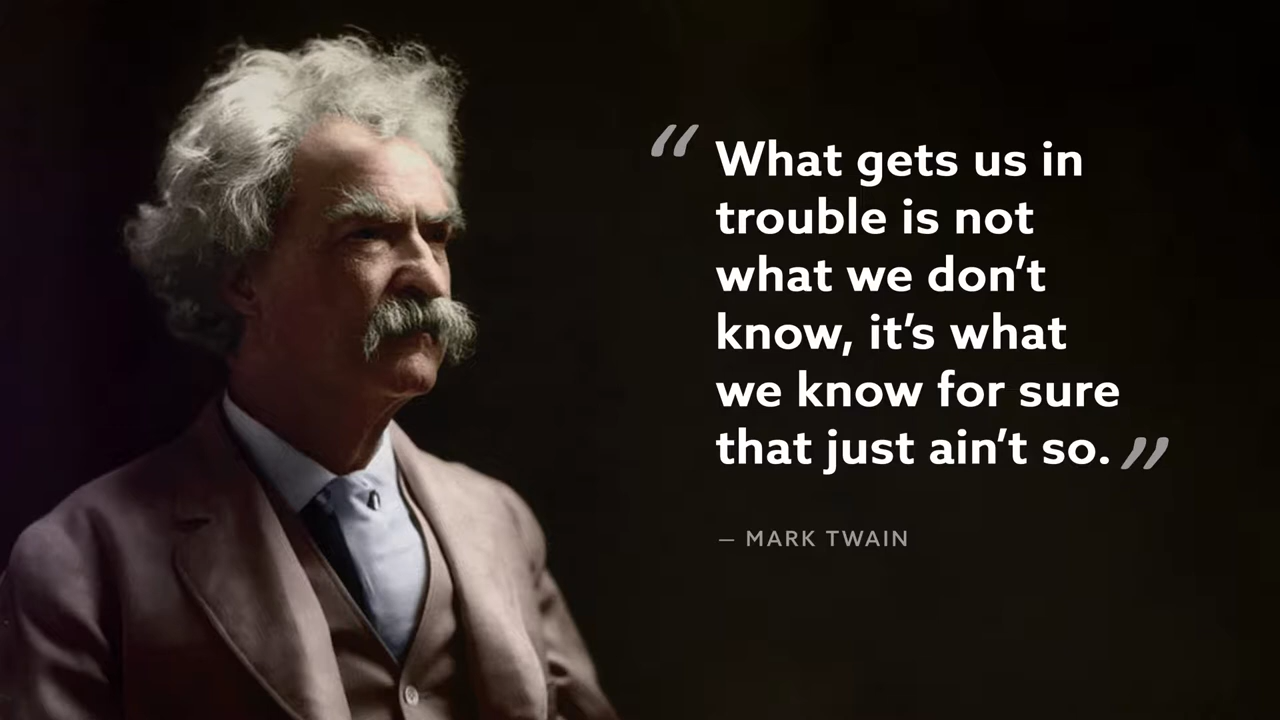 “What gets us in
trouble is not
what we don’t
know, it’s what
we know for sure
that just ain’t so.”
– MARK TWAIN